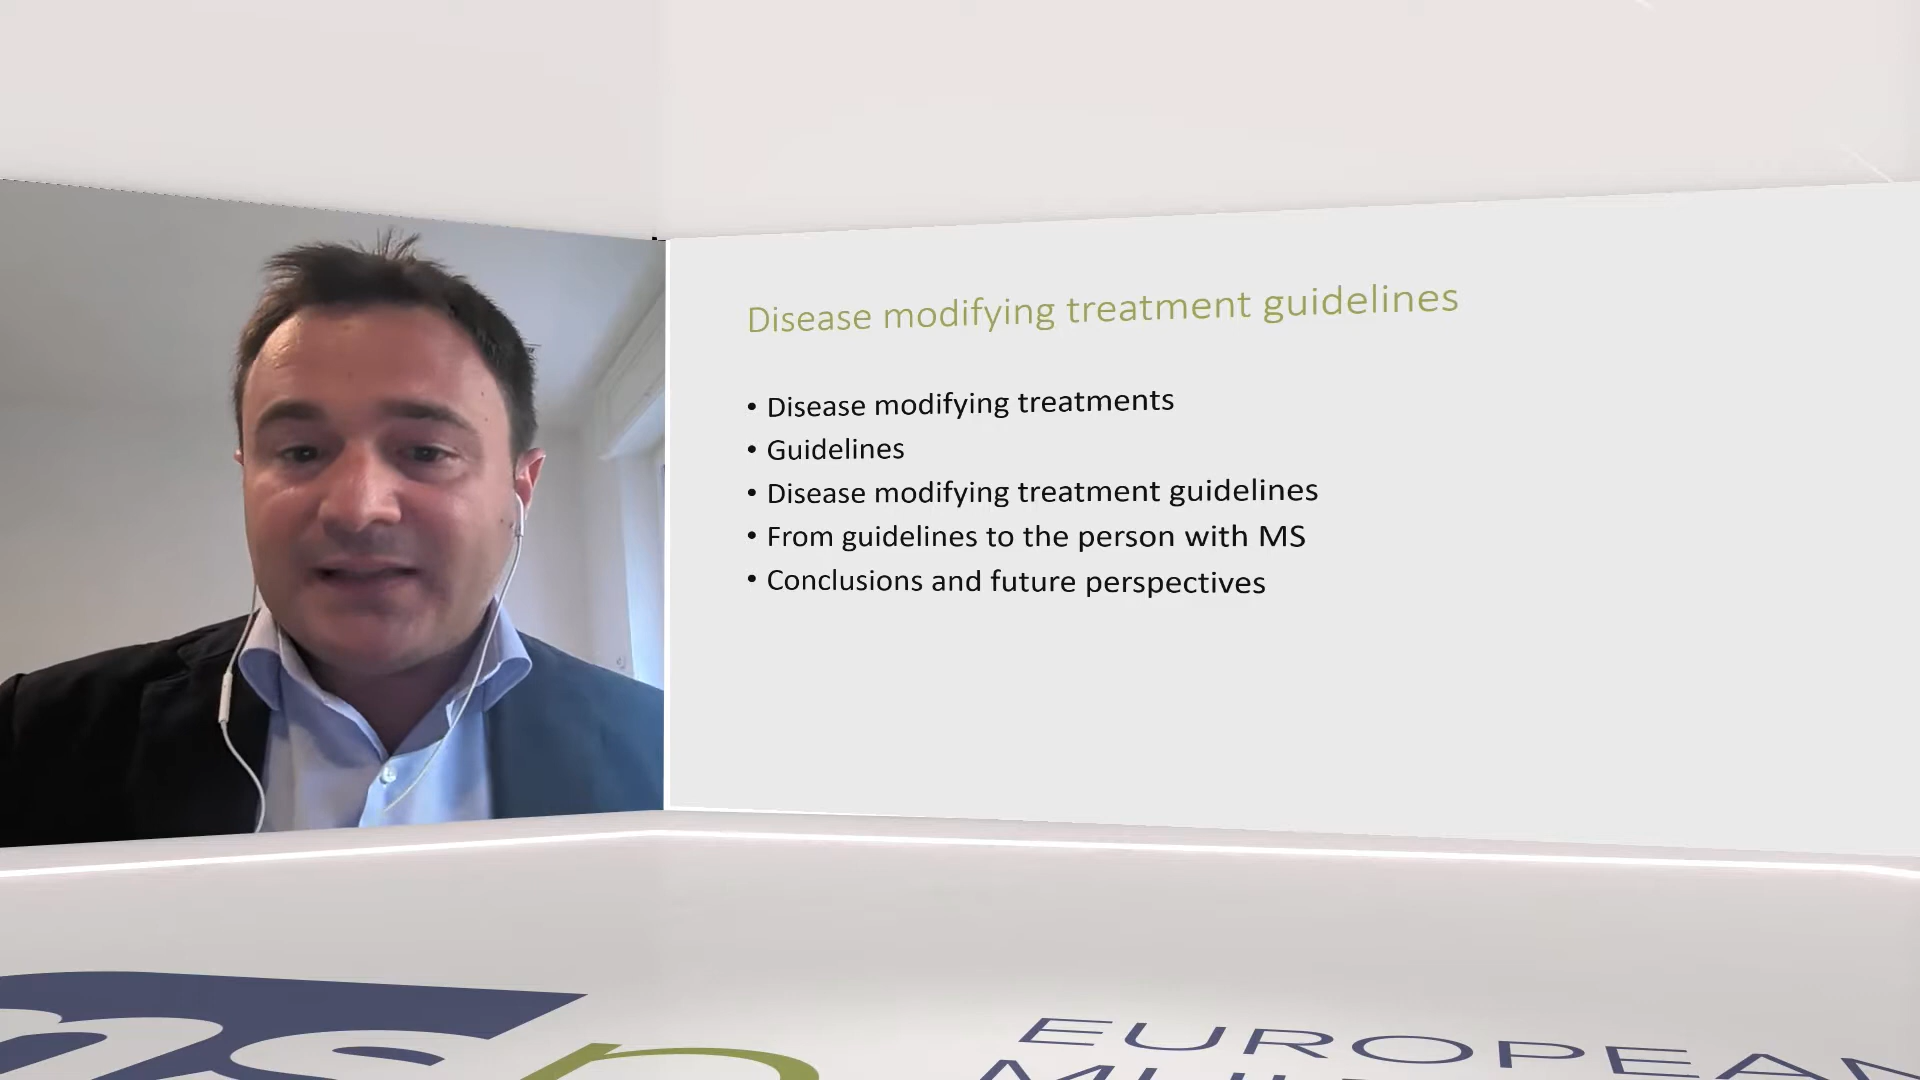 Disease modifying treatment guidelines
• Disease modifying treatments
• Guidelines
• Disease modifying treatment guidelines
• From guidelines to the person with MS
• Conclusions and future perspectives
EUROPEAN